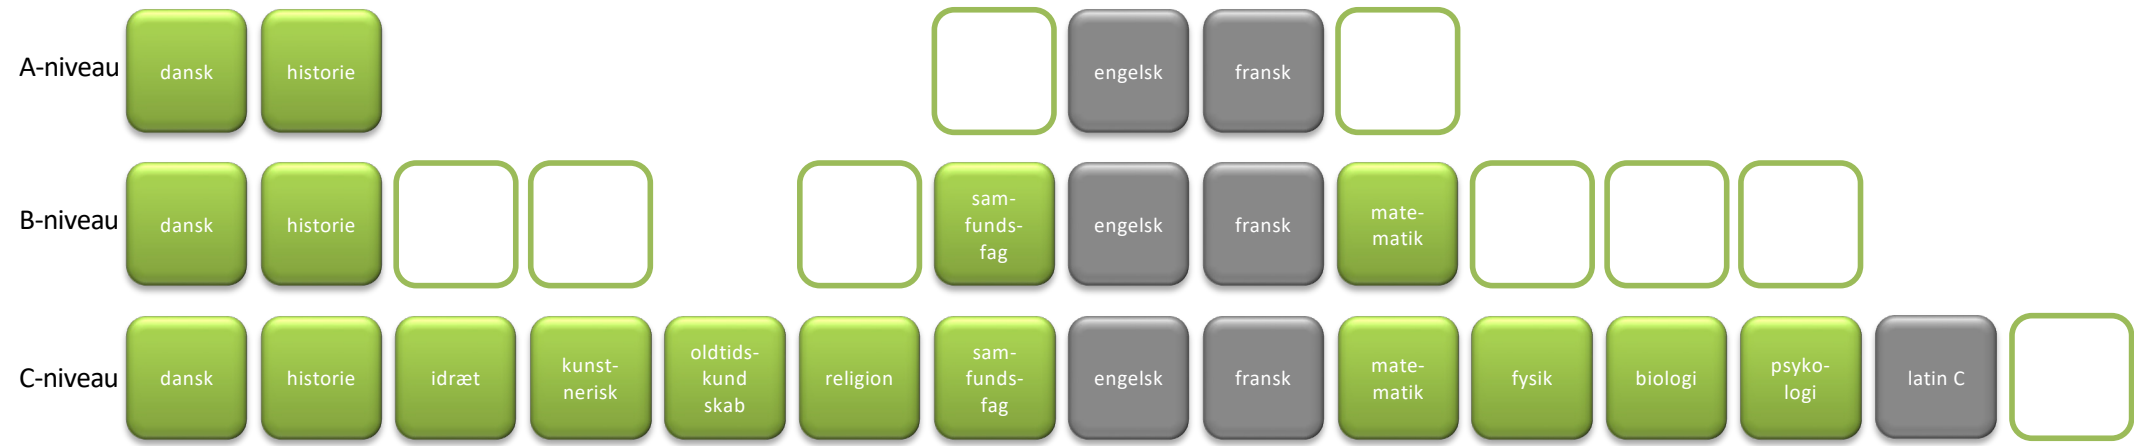 A-niveau
dansk
historie
engelsk
fransk
B-niveau
dansk
historie
sam-
funds-
fag
engelsk
fransk
mate-
matik
C-niveau
dansk
historie
idræt
kunst-
nerisk
oldtids-
kund
skab
religion
sam-
funds-
fag
engelsk
fransk
mate-
matik
fysik
biologi
psyko-
logi
latin C